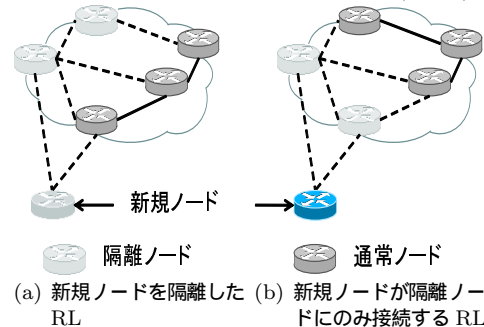 新規ノード
隔離ノード
通常ノード
(a) 新規ノードを隔離した
RL
(b) 新規ノードが隔離ノー
ドにのみ接続する RL